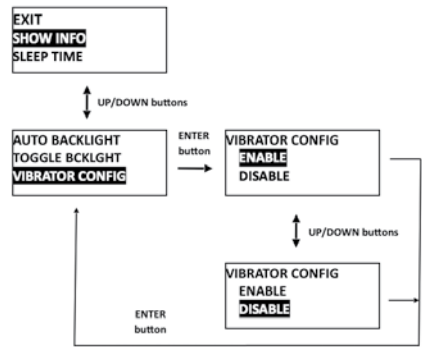 EXIT
SHOW INFO
SLEEP TIME
UP/DOWN buttons
AUTO BACKLIGHT
TOGGLE BCKLGHT
VIBRATOR CONFIG
ENTER
button
VIBRATOR CONFIG
ENABLE
DISABLE
UP/DOWN buttons
VIBRATOR CONFIG
ENABLE
DISABLE
ENTER
button